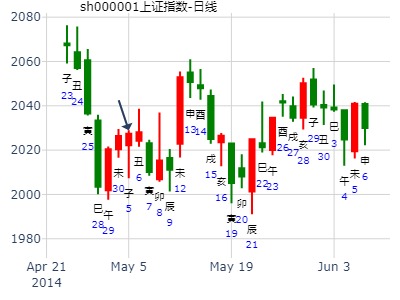 sh000001上证指数-日线
2080
2060
2040
2020
2000
1980
子
23
丑
24
寅
25
巳
28
午
29
未
30
子
5
丑
6
寅
7
卯
8
辰
9
未
12
申
13
酉
14
戌
15
亥
16
寅
19
卯
20
辰
21
巳
22
午
23
酉
26
戌
27
亥
28
子
29
丑
30
巳
3
午
4
未
5
申
6
Apr 21 May 5 May 19 Jun 3
2014